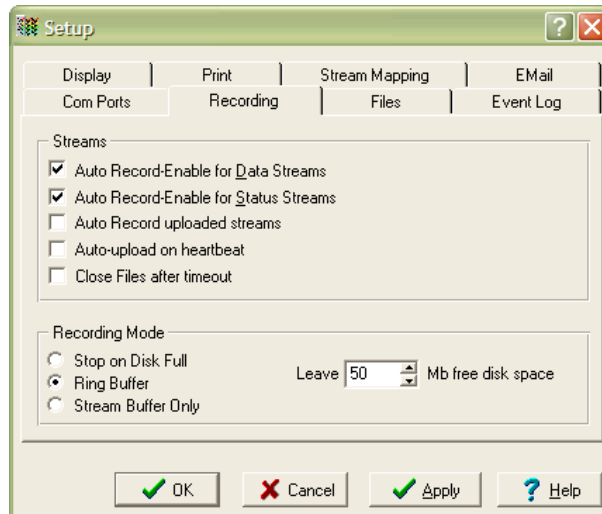 Setup
Display Print Stream Mapping EMail
Com Ports Recording Files Event Log
Streams
Auto Record-Enable for Data Streams
Auto Record-Enable for Status Streams
Auto Record uploaded streams
Auto-upload on heartbeat
Close Files after timeout
Recording Mode
Stop on Disk Full
Ring Buffer
Leave 50 Mb free disk space
Stream Buffer Only
OK Cancel Apply Help